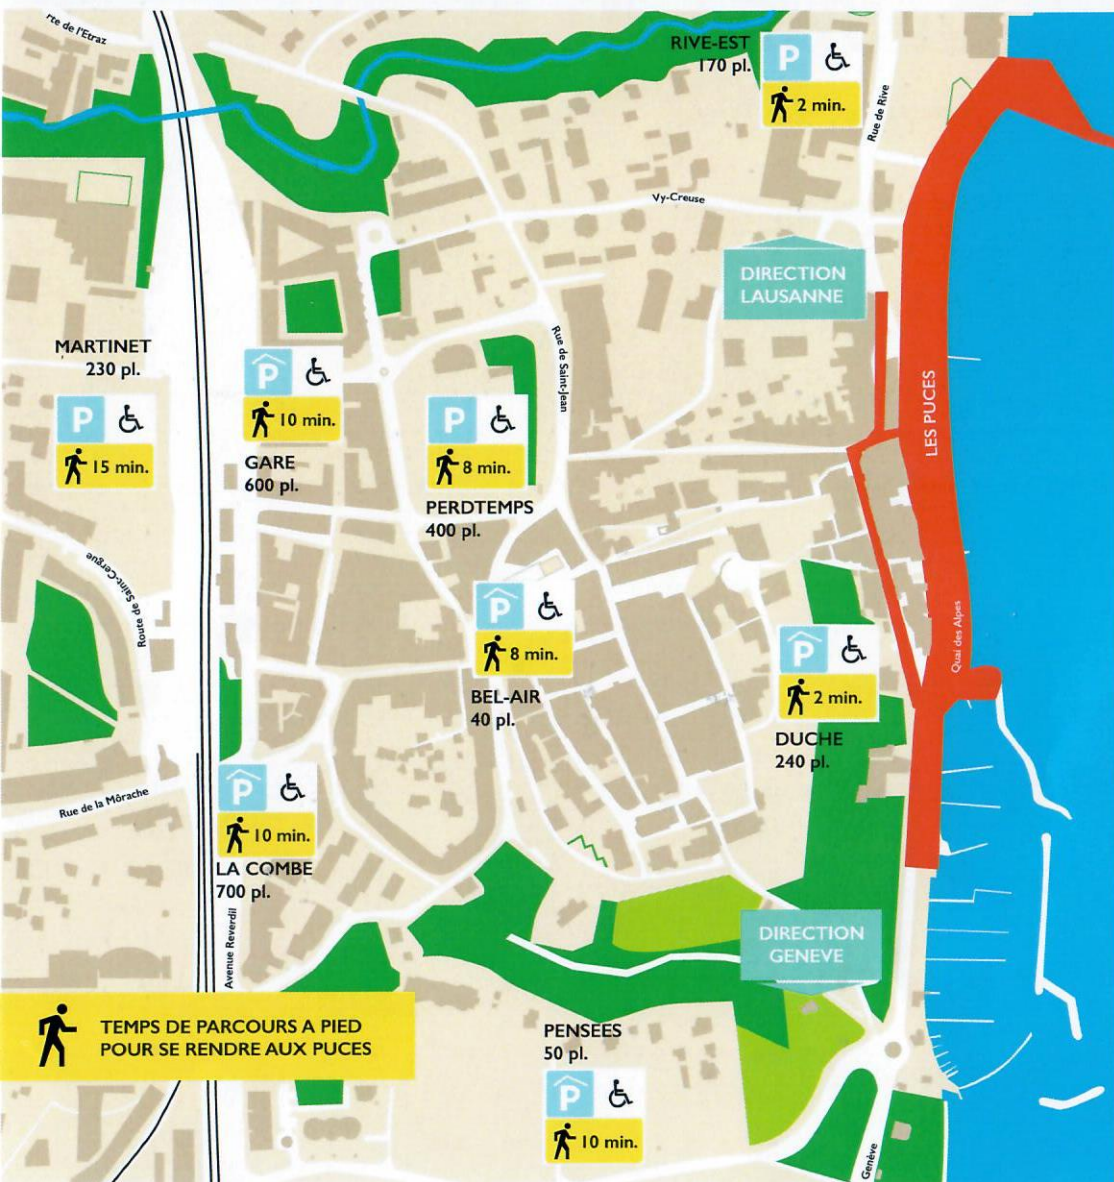 rte de l'Etraz
RIVE-EST
170 pl.
P
2 min.
Rue de Rive
Vy-Creuse
DIRECTION
LAUSANNE
MARTINET
230 pl.
P
15 min.
P
10 min.
GARE
600 pl.
Rue de Saint-Jean
P
8 min.
PERDTEMPS
400 pl.
LES PUCES
Route de Saint-Cergue
P
8 min.
BEL-AIR
40 pl.
Quai des Alpes
P
2 min.
DUCHE
240 pl.
Rue de la Môrache
P
10 min.
LA COMBE
700 pl.
Avenue Reverdil
DIRECTION
GENEVE
TEMPS DE PARCOURS A PIED
POUR SE RENDRE AUX PUCES
PENSEES
50 pl.
P
10 min.
Genève